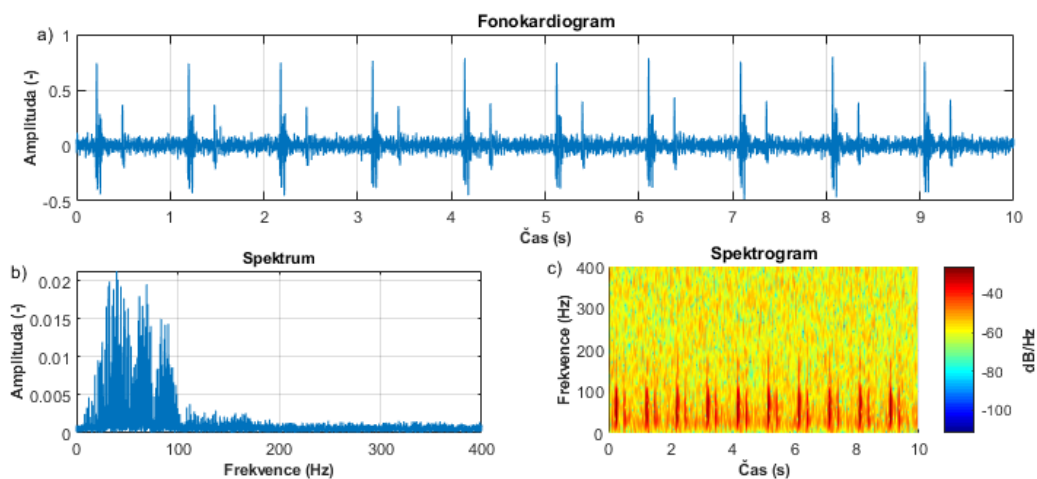 Fonokardiogram
a)
1
0.5
0
-0.5
Amplituda (-)
0 1 2 3 4 5 6 7 8 9 10
Čas (s)
b)
Spektrum
0.02
0.015
0.01
0.005
0
Amplituda (-)
0 100 200 300 400
Frekvence (Hz)
c)
Spektrogram
400
300
200
100
0
Frekvence (Hz)
0 2 4 6 8 10
Čas (s)
-40
-60
-80
-100
dB/Hz